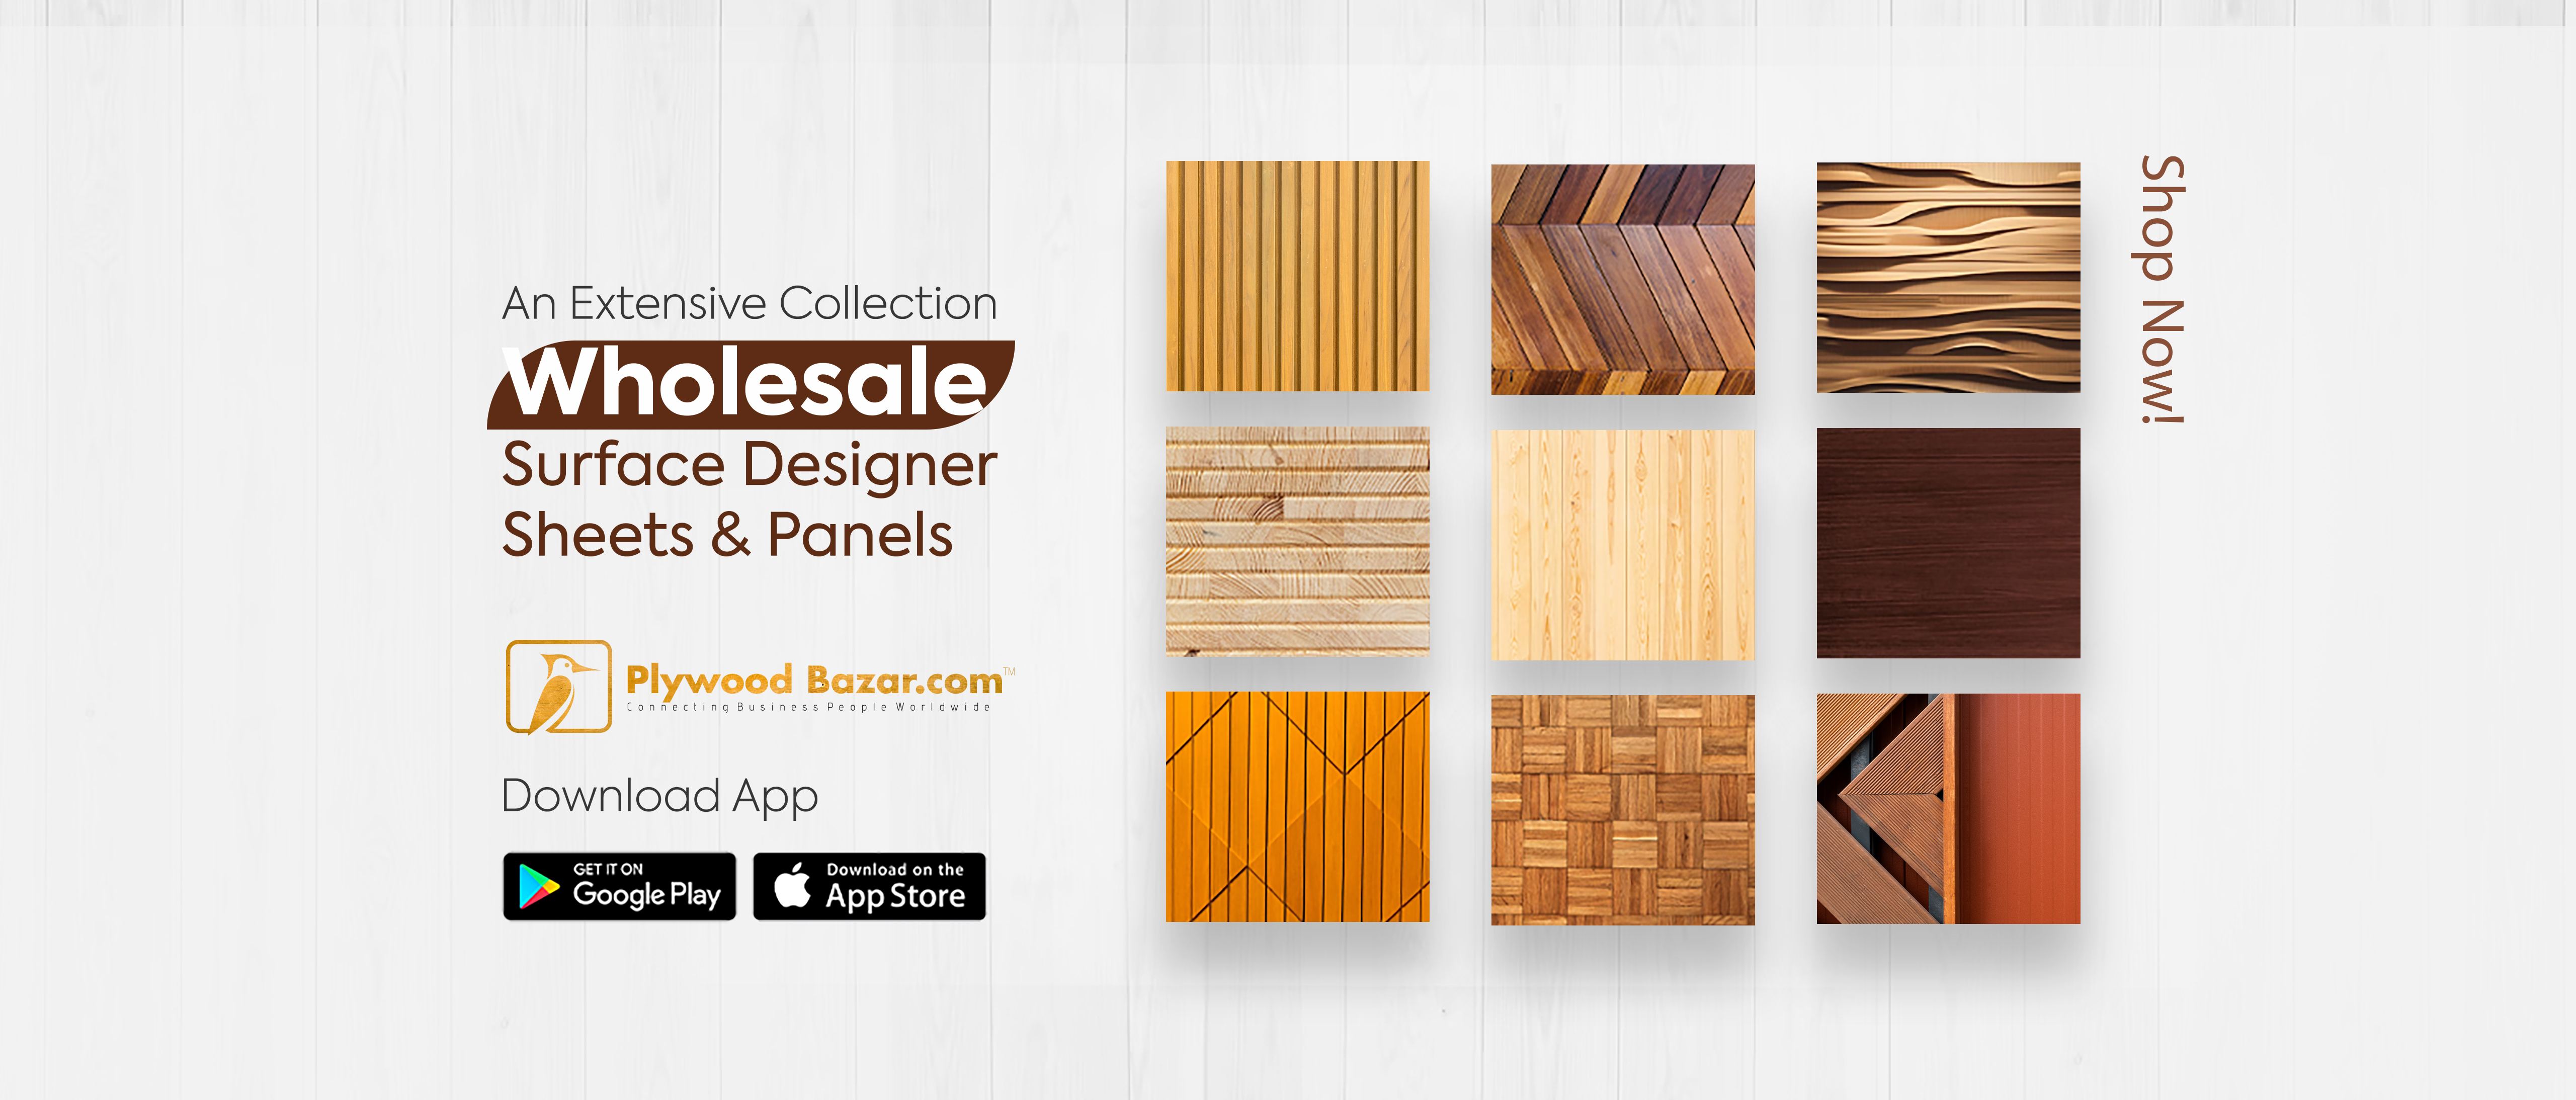 An Extensive Collection
Wholesale
Surface Designer
Sheets & Panels
Plywood Bazar.com™
Connecting Business People Worldwide
Download App
GET IT ON
Google Play
Download on the
App Store
Shop Now!